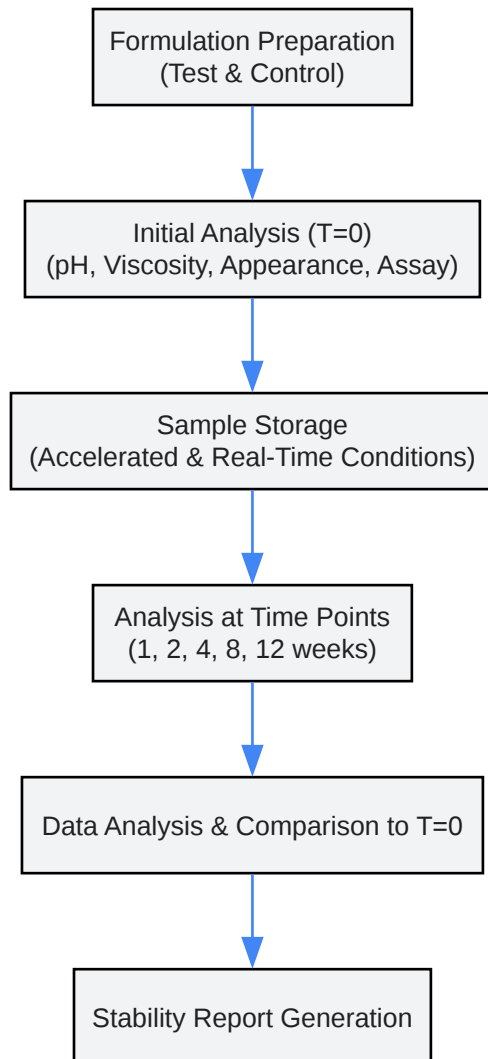 Formulation Preparation
(Test & Control)
Initial Analysis (T=0)
(pH, Viscosity, Appearance, Assay)
Sample Storage
(Accelerated & Real-Time Conditions)
Analysis at Time Points
(1, 2, 4, 8, 12 weeks)
Data Analysis & Comparison to T=0
Stability Report Generation